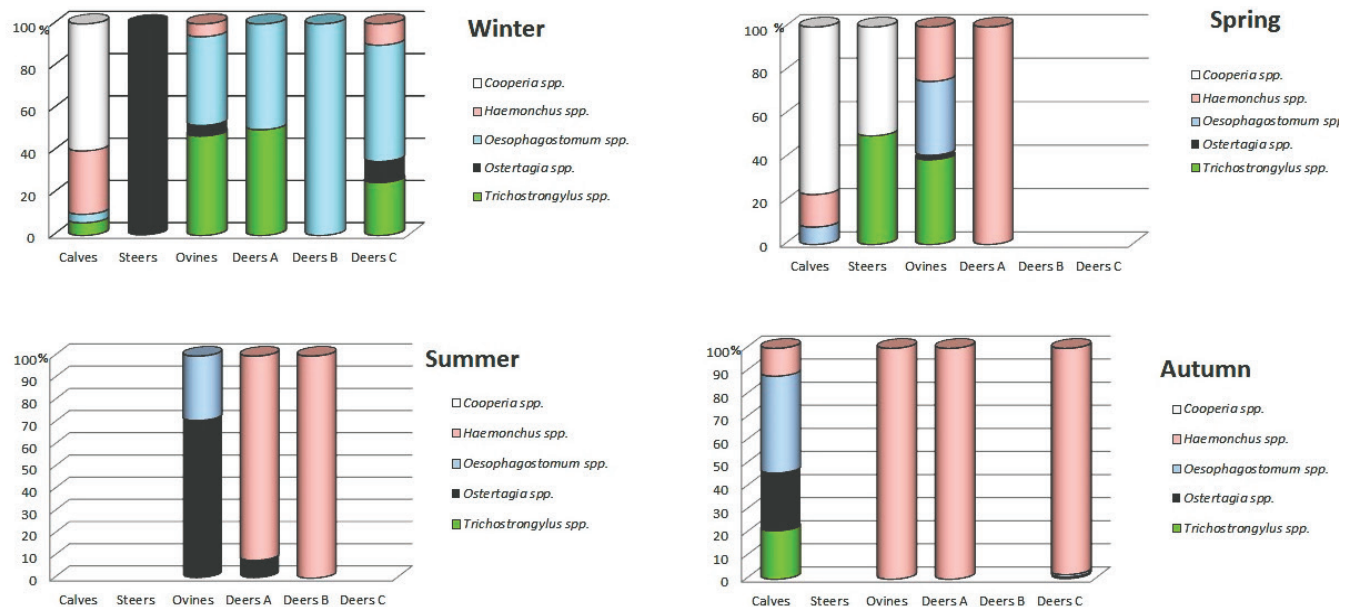 Winter
100
%
80
60
40
20
0
Calves Steers Ovines Deers A Deers B Deers C
Cooperia spp.
Haemonchus spp.
Oesophagostomum spp.
Ostertagia spp.
Trichostrongylus spp.
Spring
100 %
80
60
40
20
0
Calves Steers Ovines Deers A Deers B Deers C
Cooperia spp.
Haemonchus spp.
Oesophagostomum spp
Ostertagia spp.
Trichostrongylus spp.
Summer
100%
90
80
70
60
50
40
30
20
10
0
Calves Steers Ovines Deers A Deers B Deers C
Cooperia spp.
Haemonchus spp.
Oesophagostomum spp.
Ostertagia spp.
Trichostrongylus spp.
Autumn
100%
90
80
70
60
50
40
30
20
10
0
Calves Steers Ovines Deers A Deers B Deers C
Cooperia spp.
Haemonchus spp.
Oesophagostomum spp.
Ostertagia spp.
Trichostrongylus spp.